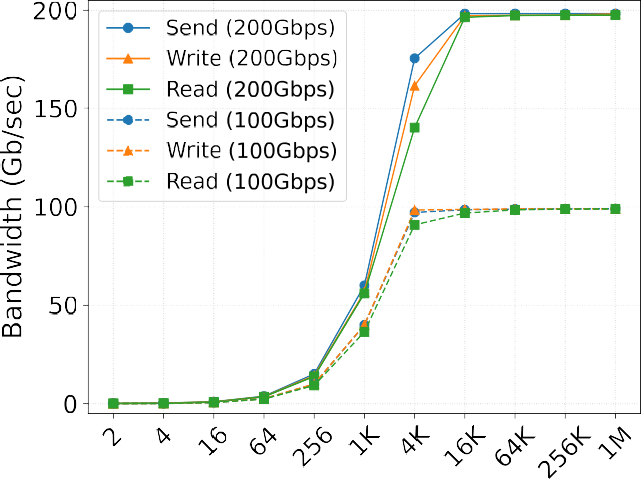 Bandwidth (Gb/sec)
200
150
100
50
0
Send (200Gbps)
Write (200Gbps)
Read (200Gbps)
Send (100Gbps)
Write (100Gbps)
Read (100Gbps)
2 4 16 64 256 1K 4K 16K 64K 256K 1M